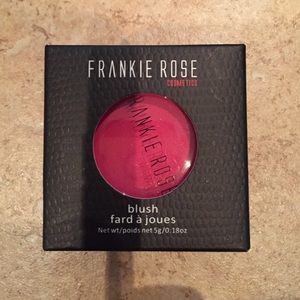 FRANKIE ROSE
COSMETICS
FRANKIE ROSE
blush
fard à joues
Net wt/poids net 5g/0.18oz